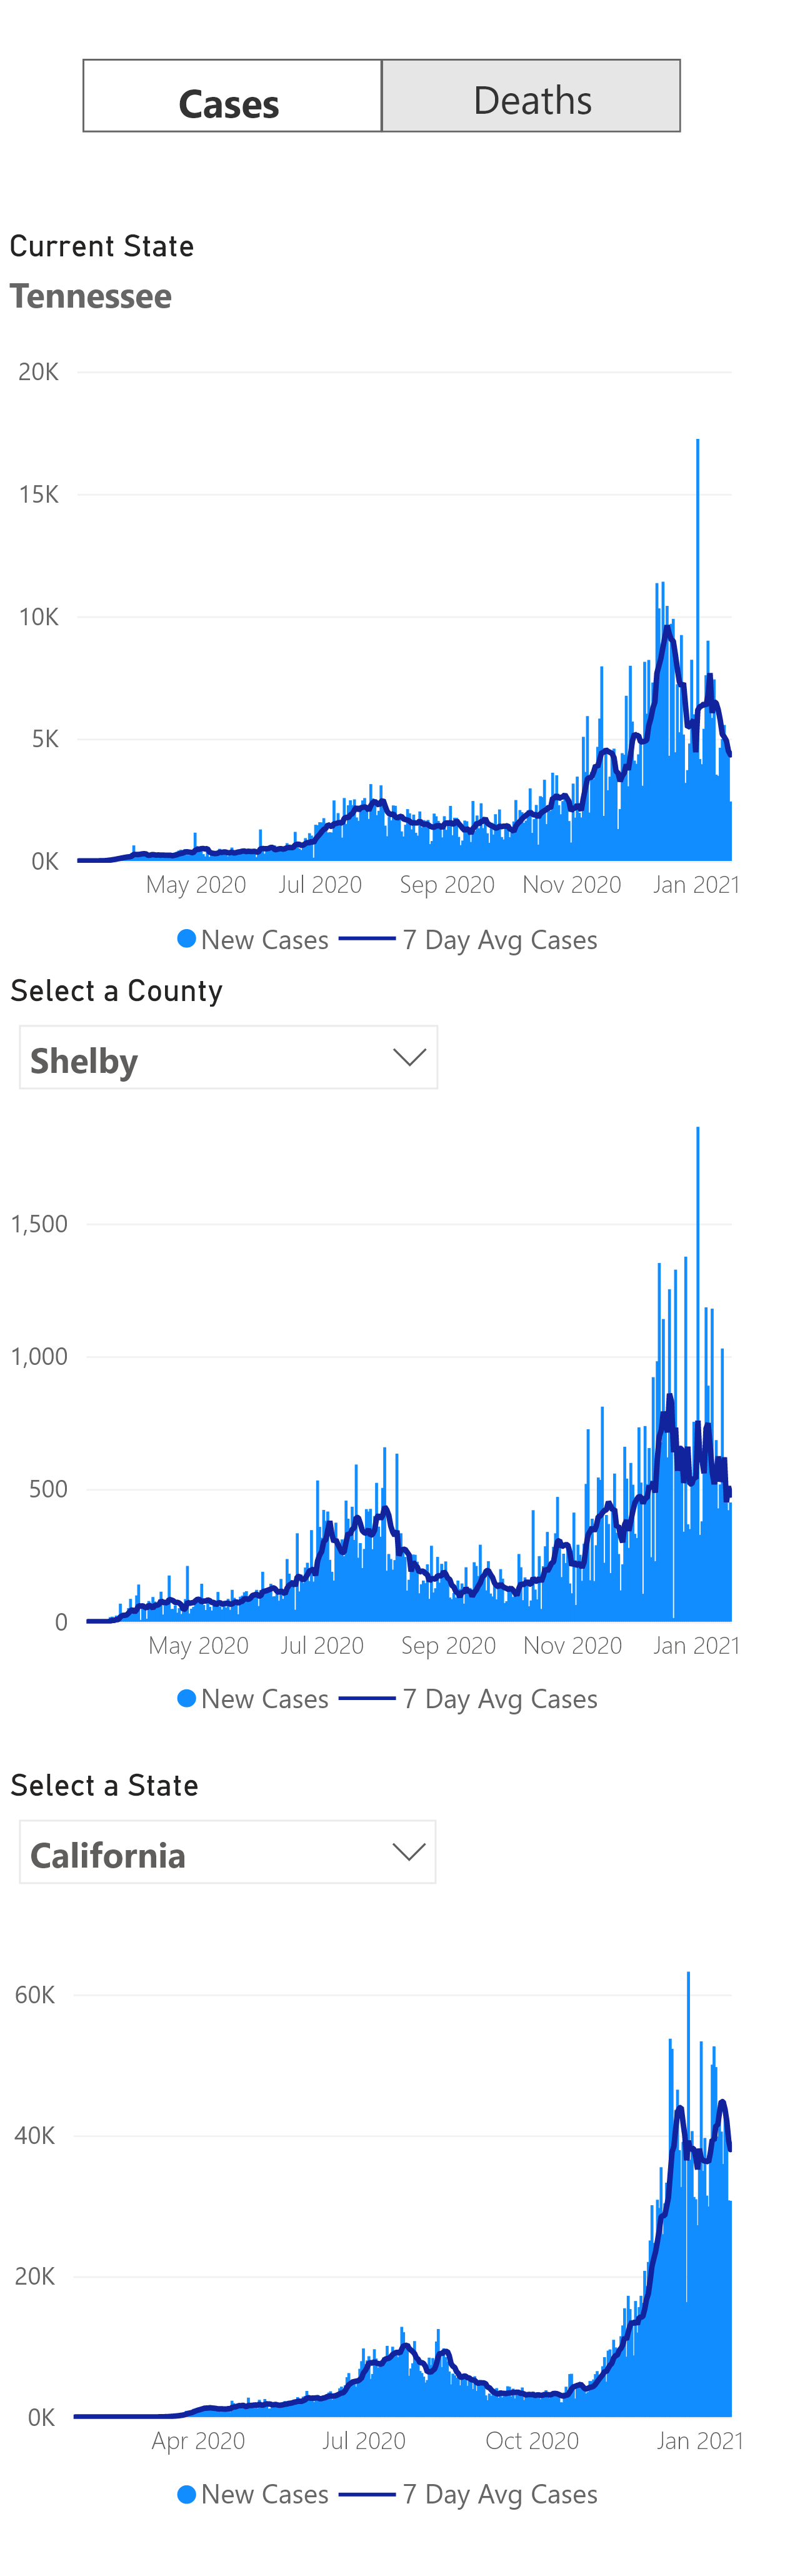 Cases Deaths
Current State
Tennessee
20K
15K
10K
5K
0K
May 2020 Jul 2020 Sep 2020 Nov 2020 Jan 2021
New Cases 7 Day Avg Cases
Select a County
Shelby
1,500
1,000
500
0
May 2020 Jul 2020 Sep 2020 Nov 2020 Jan 2021
New Cases 7 Day Avg Cases
Select a State
California
60K
40K
20K
0K
Apr 2020 Jul 2020 Oct 2020 Jan 2021
New Cases 7 Day Avg Cases